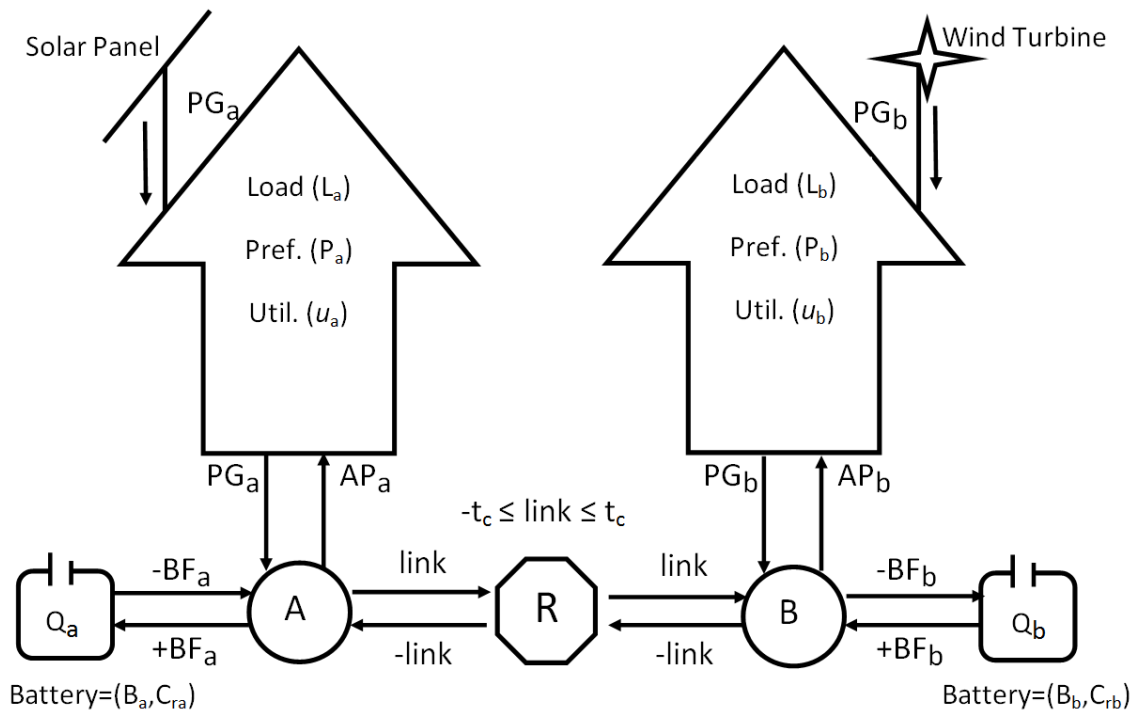 Solar Panel
Wind Turbine
PGa
PGb
Load (La)
Pref. (Pa)
Util. (ua)
Load (Lb)
Pref. (Pb)
Util. (ub)
PGa
APa
PGb
APb
-tc ≤ link ≤ tc
-BFa
+BFa
Qa
A
link
-link
R
link
-link
B
-BFb
+BFb
Qb
Battery=(Ba,Cra)
Battery=(Bb,Crb)